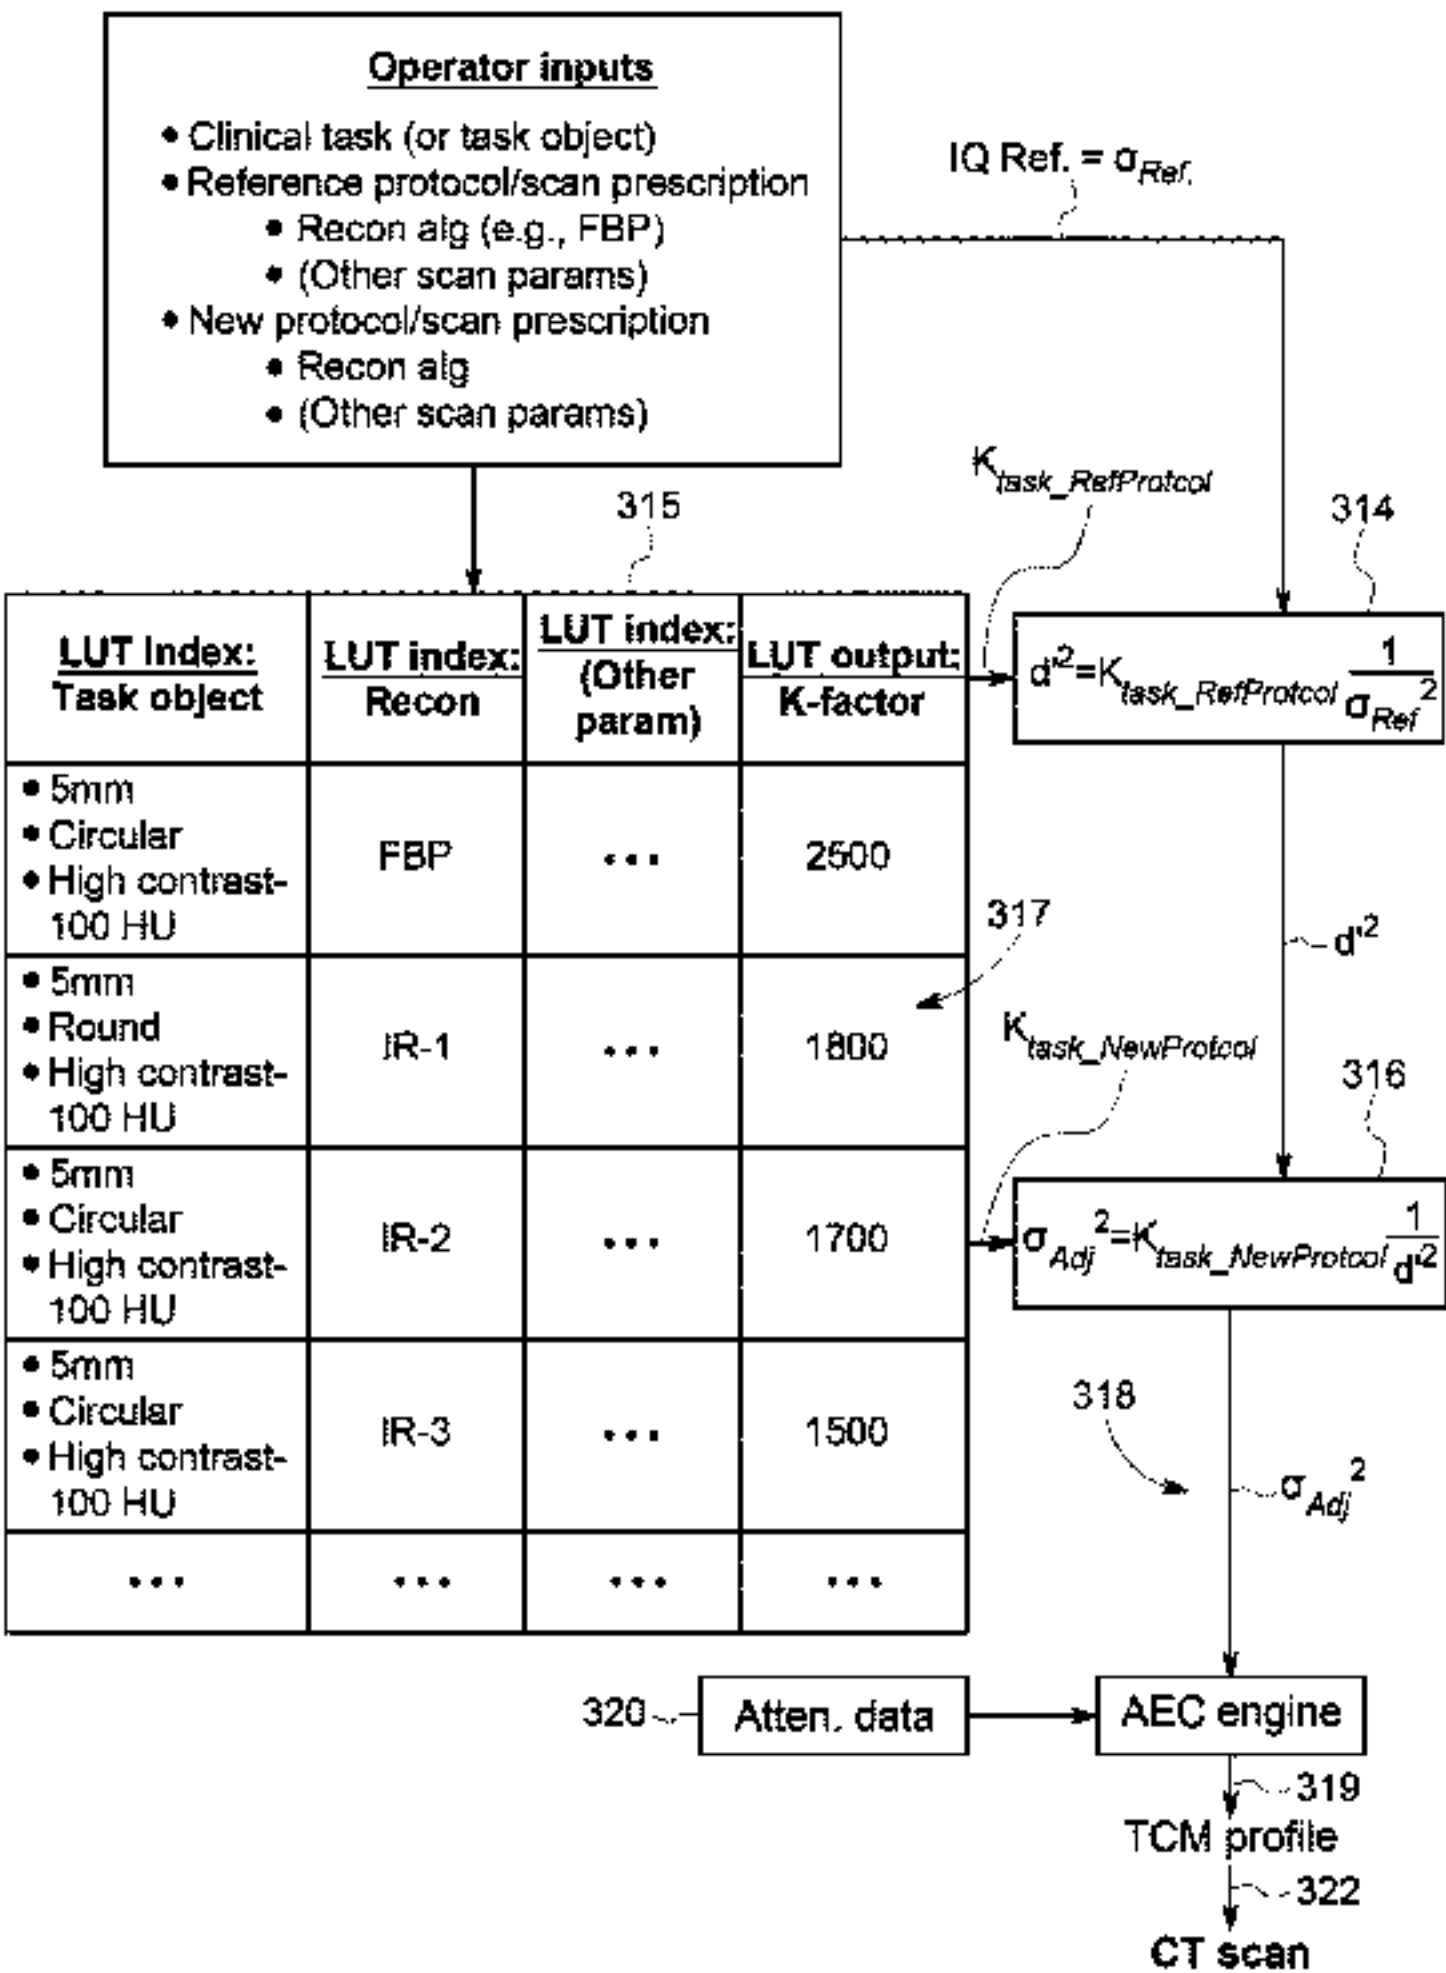 Operator inputs
• Clinical task (or task object)
• Reference protocol/scan prescription
• Recon alg (e.g., FBP)
• (Other scan params)
• New protocol/scan prescription
• Recon alg
• (Other scan params)
IQ Ref. = σRef.
Ktask_RefProtcol
315
314
LUT Index:
Task object
LUT index:
Recon
LUT index:
(Other
param)
LUT output:
K-factor
d'²=Ktask_RefProtcol 1/σRef²
• 5mm
• Circular
• High contrast-
100 HU
FBP
•••
2500
317
d'²
• 5mm
• Round
• High contrast-
100 HU
IR-1
•••
1800
Ktask_NewProtcol
316
• 5mm
• Circular
• High contrast-
100 HU
IR-2
•••
1700
σAdj²=Ktask_NewProtcol 1/d'²
• 5mm
• Circular
• High contrast-
100 HU
IR-3
•••
1500
318
σAdj²
•••
•••
•••
•••
320
Atten. data
AEC engine
319
TCM profile
322
CT scan